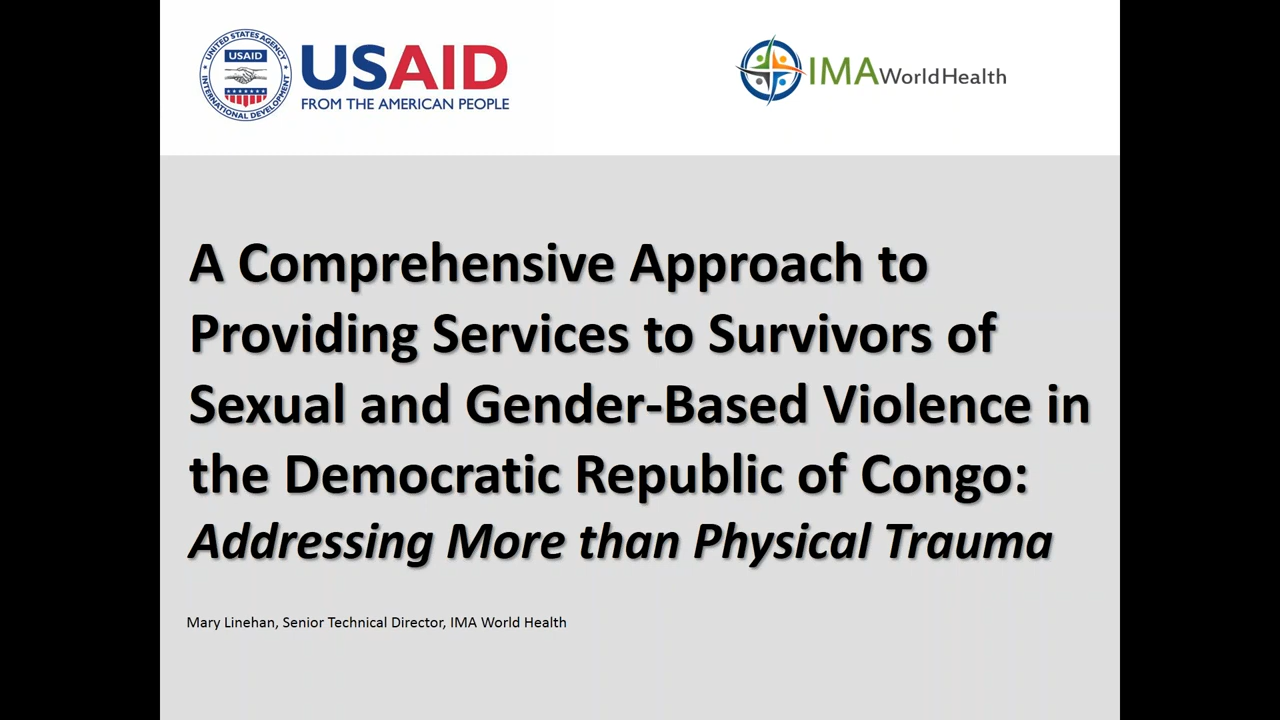 UNITED STATES AGENCY
USAID
INTERNATIONAL DEVELOPMENT
USAID
FROM THE AMERICAN PEOPLE
IMA WorldHealth
A Comprehensive Approach to
Providing Services to Survivors of
Sexual and Gender-Based Violence in
the Democratic Republic of Congo:
Addressing More than Physical Trauma
Mary Linehan, Senior Technical Director, IMA World Health